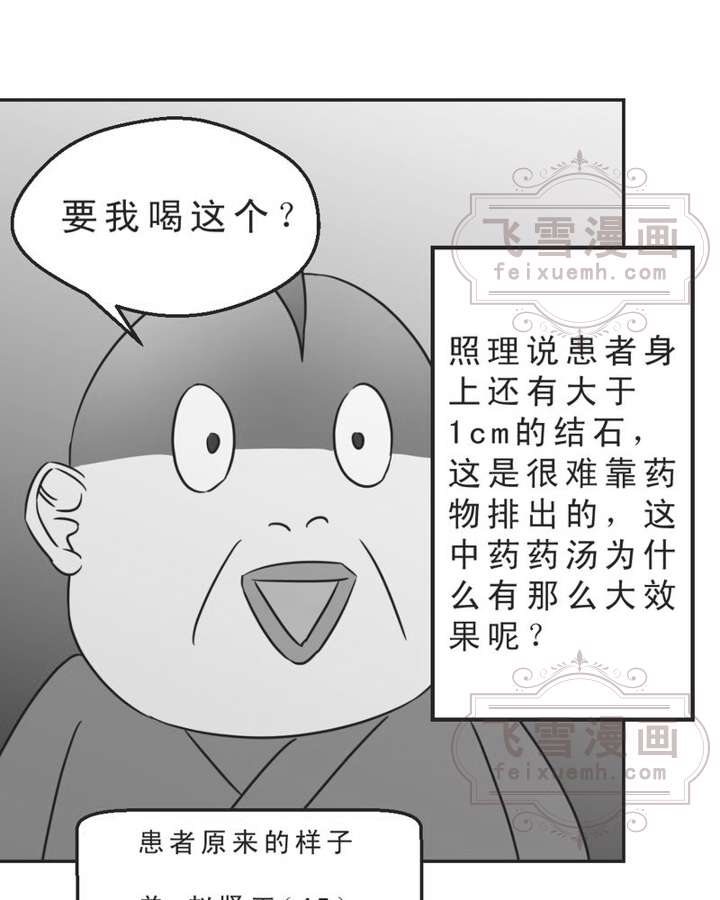 要我喝这个？
飞雪漫画
feixuemh.com
照理说患者身
上还有大于
1cm的结石，
这是很难靠药
物排出的，这
中药药汤为什
么有那么大效
果呢？
飞雪漫画
feixuemh.com
患者原来的样子